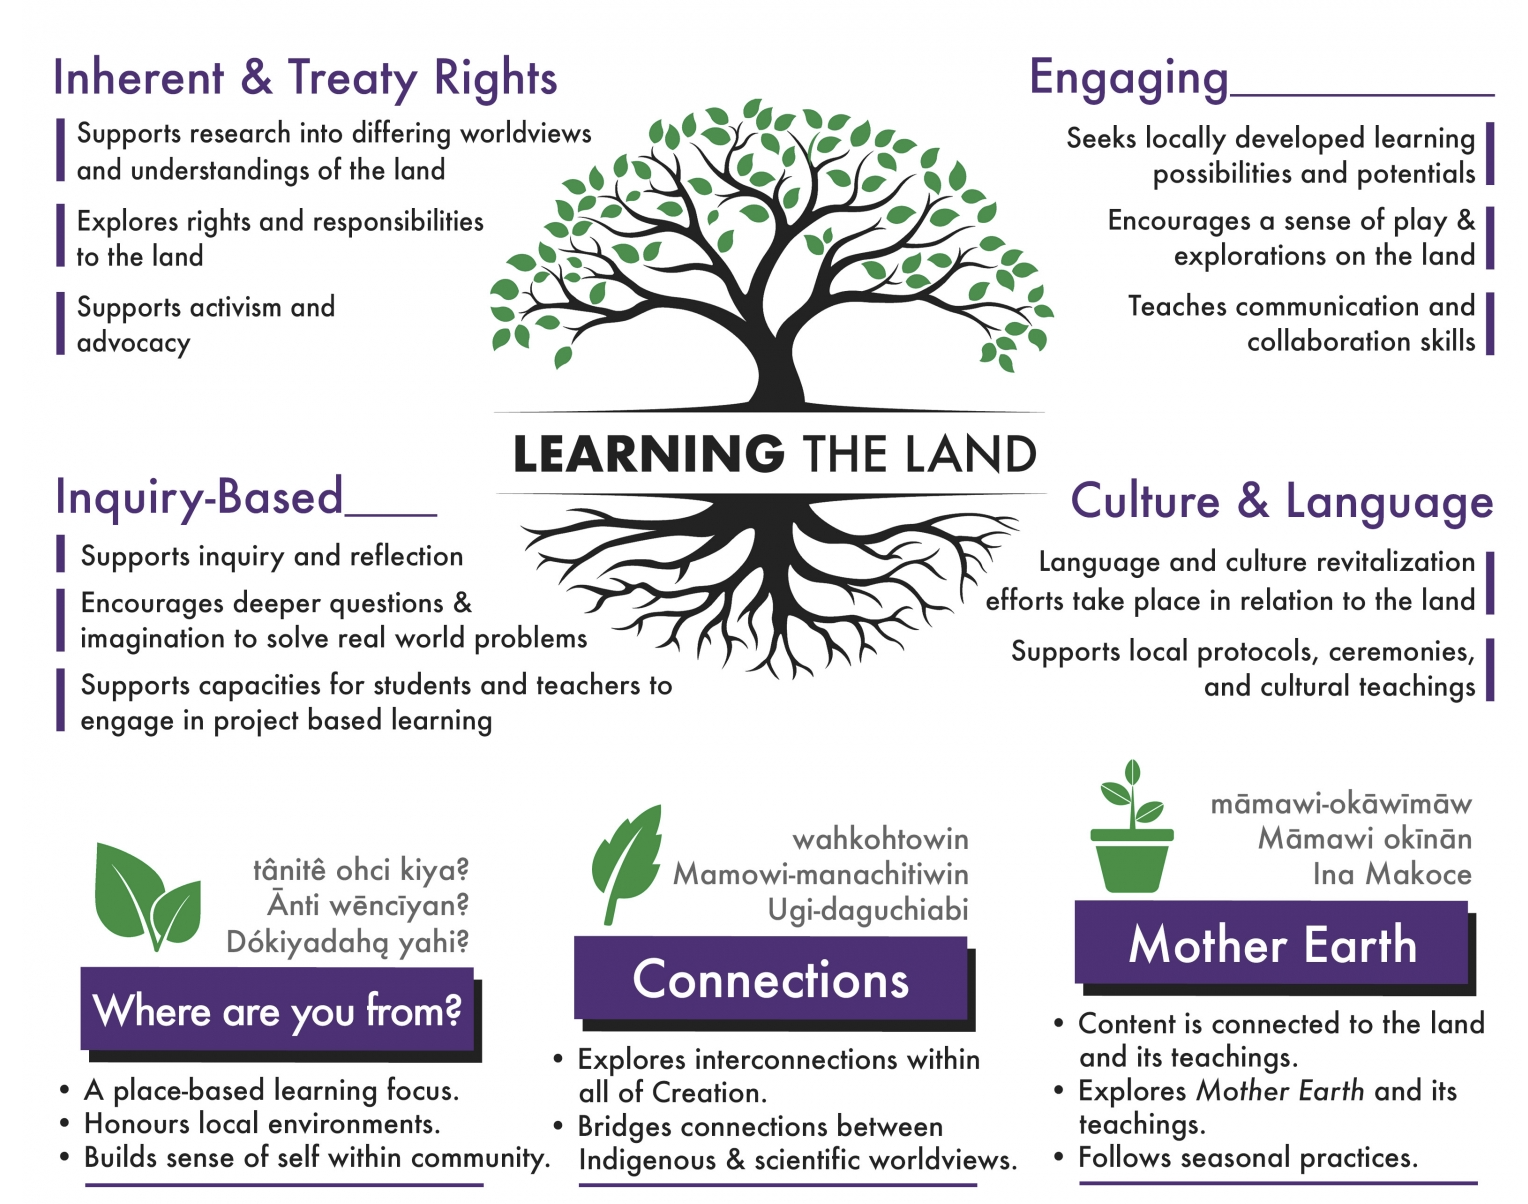 Inherent & Treaty Rights
Supports research into differing worldviews
and understandings of the land
Explores rights and responsibilities
to the land
Supports activism and
advocacy
Engaging
Seeks locally developed learning
possibilities and potentials
Encourages a sense of play &
explorations on the land
Teaches communication and
collaboration skills
LEARNING THE LAND
Inquiry-Based
Supports inquiry and reflection
Encourages deeper questions &
imagination to solve real world problems
Supports capacities for students and teachers to
engage in project based learning
Culture & Language
Language and culture revitalization
efforts take place in relation to the land
Supports local protocols, ceremonies,
and cultural teachings
tânitê ohci kiya?
Ānti wēncīyan?
Dókiyadahą yahi?
Where are you from?
• A place-based learning focus.
• Honours local environments.
• Builds sense of self within community.
wahkohtowin
Mamowi-manachitiwin
Ugi-daguchiabi
Connections
• Explores interconnections within
all of Creation.
• Bridges connections between
Indigenous & scientific worldviews.
māmawi-okāwīmāw
Māmawi okīnān
Ina Makoce
Mother Earth
• Content is connected to the land
and its teachings.
• Explores Mother Earth and its
teachings.
• Follows seasonal practices.